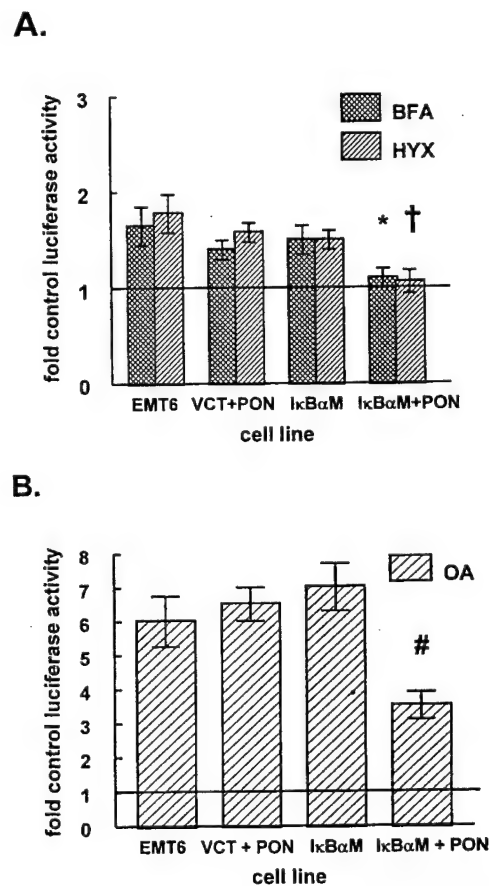 A.
fold control luciferase activity
3
2
1
0
BFA
HYX
* †
EMT6 VCT+PON IκBαM IκBαM+PON
cell line
B.
fold control luciferase activity
8
7
6
5
4
3
2
1
0
OA
#
EMT6 VCT + PON IκBαM IκBαM + PON
cell line